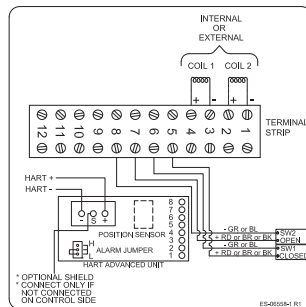 INTERNAL
OR
EXTERNAL
COIL 1 COIL 2
+ - + -
12 11 10 9 8 7 6 5 4 3 2 1
TERMINAL
STRIP
HART +
HART -
- S +
POSITION SENSOR
H
L
ALARM JUMPER
8
7
6
5
4
3
2
1
HART ADVANCED UNIT
- GR or BL
+ RD or BR or BK
- GR or BL
+ RD or BR or BK
SW2
OPEN
SW1
CLOSED
* OPTIONAL SHIELD
* CONNECT ONLY IF
NOT CONNECTED
ON CONTROL SIDE
ES-06558-1 R1